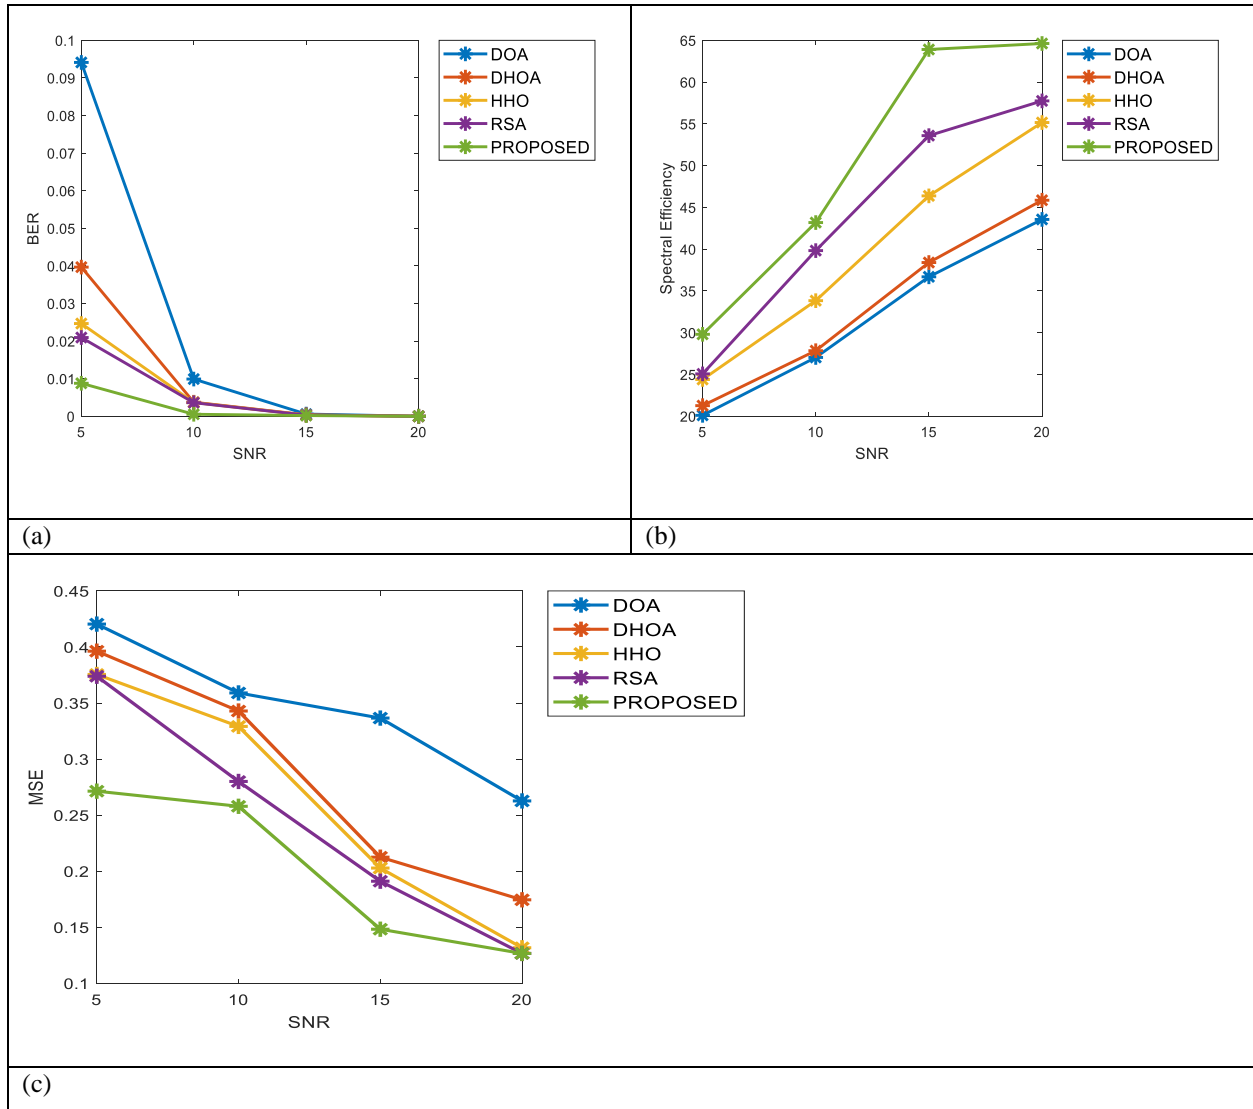 0.1
0.09
0.08
0.07
0.06
0.05
0.04
0.03
0.02
0.01
0
BER
5
10
15
20
SNR
DOA
DHOA
HHO
RSA
PROPOSED
65
60
55
50
45
40
35
30
25
20
Spectral Efficiency
5
10
15
20
SNR
DOA
DHOA
HHO
RSA
PROPOSED
(a)
(b)
0.45
0.4
0.35
0.3
0.25
0.2
0.15
0.1
MSE
5
10
15
20
SNR
DOA
DHOA
HHO
RSA
PROPOSED
(c)